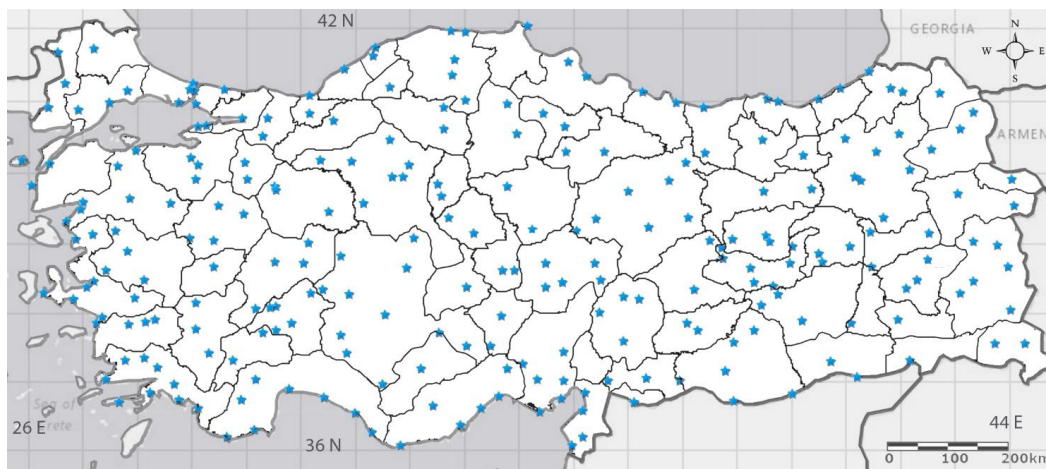 42 N
GEORGIA
N
W E
S
ARMEN
Sea of
rete
26 E
36 N
44 E
0 100 200km